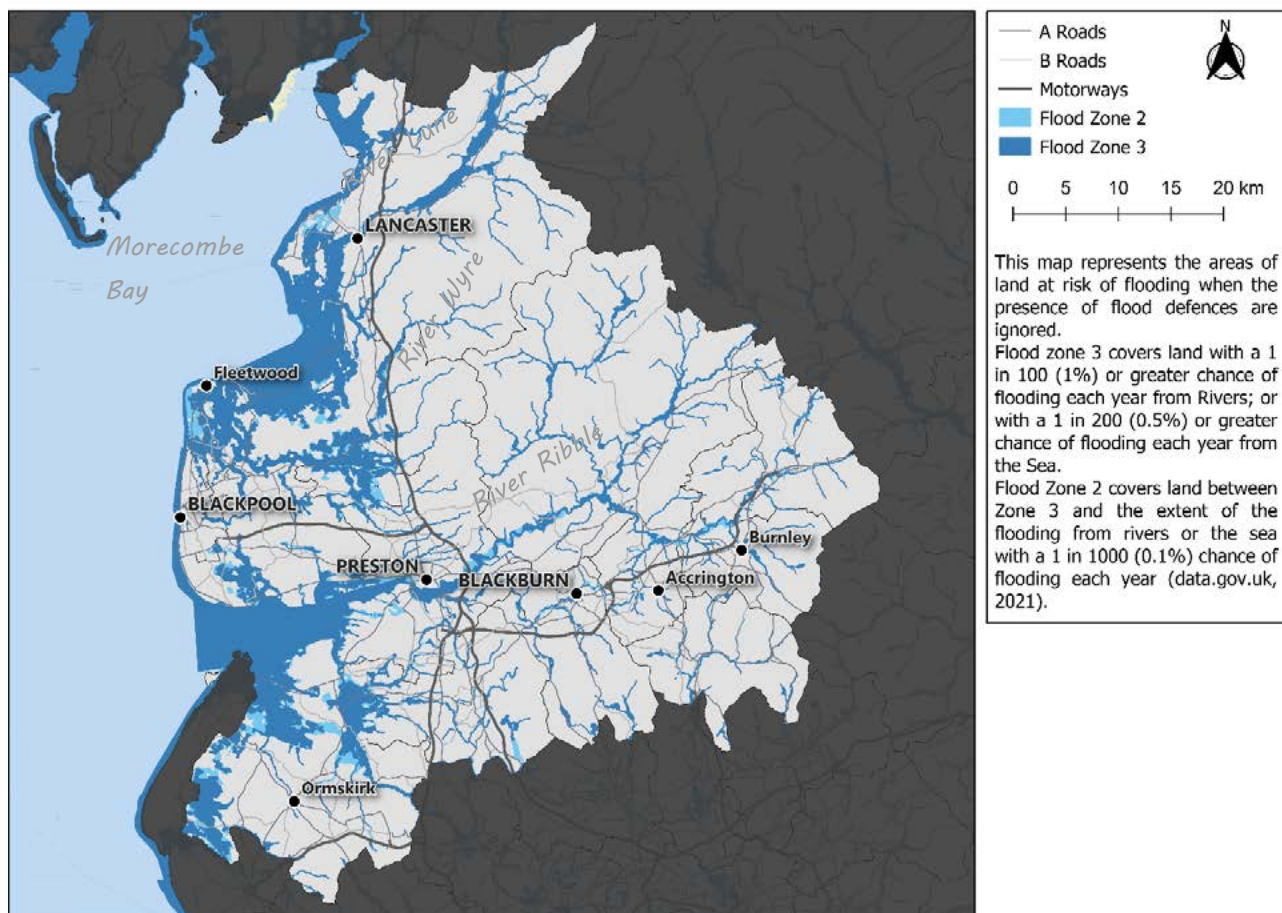 River Lune
LANCASTER
Morecombe
Bay
River Wyre
Fleetwood
River Ribble
BLACKPOOL
Burnley
PRESTON
BLACKBURN
Accrington
Ormskirk
A Roads
N
B Roads
Motorways
Flood Zone 2
Flood Zone 3
0 5 10 15 20 km
This map represents the areas of
land at risk of flooding when the
presence of flood defences are
ignored.
Flood zone 3 covers land with a 1
in 100 (1%) or greater chance of
flooding each year from Rivers; or
with a 1 in 200 (0.5%) or greater
chance of flooding each year from
the Sea.
Flood Zone 2 covers land between
Zone 3 and the extent of the
flooding from rivers or the sea
with a 1 in 1000 (0.1%) chance of
flooding each year (data.gov.uk,
2021).